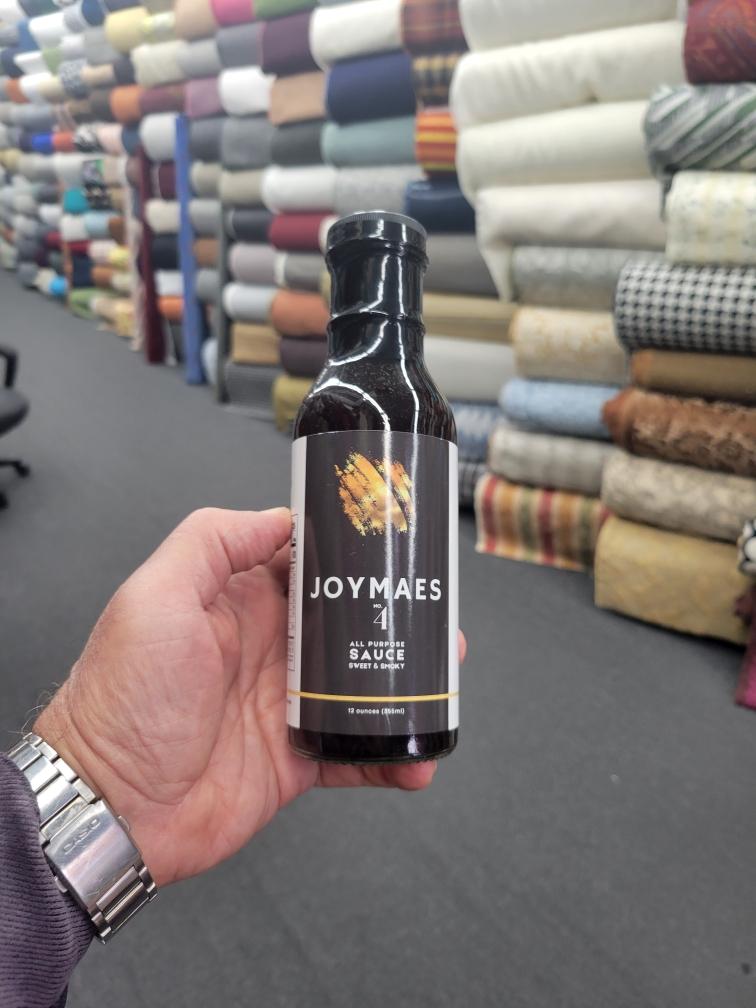 JOYMAES
NO.
4
ALL PURPOSE
SAUCE
SWEET & SMOKY
12 ounces (355ml)
CASIO